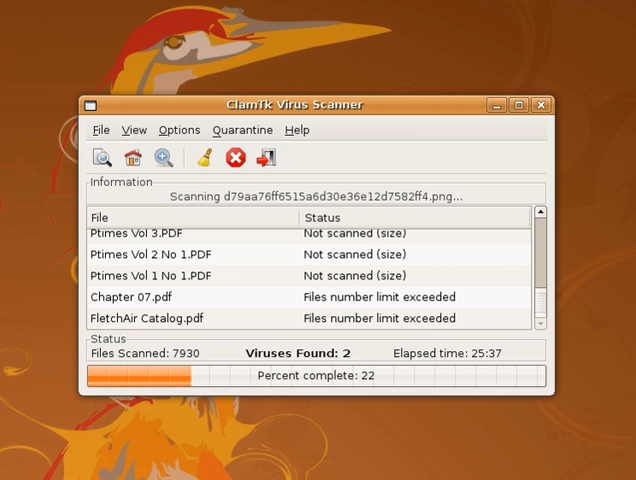 ClamTk Virus Scanner
File View Options Quarantine Help
Information
Scanning d79aa76ff6515a6d30e36e12d7582ff4.png...
File Status
Ptimes Vol 3.PDF Not scanned (size)
Ptimes Vol 2 No 1.PDF Not scanned (size)
Ptimes Vol 1 No 1.PDF Not scanned (size)
Chapter 07.pdf Files number limit exceeded
FletchAir Catalog.pdf Files number limit exceeded
Status
Files Scanned: 7930 Viruses Found: 2 Elapsed time: 25:37
Percent complete: 22